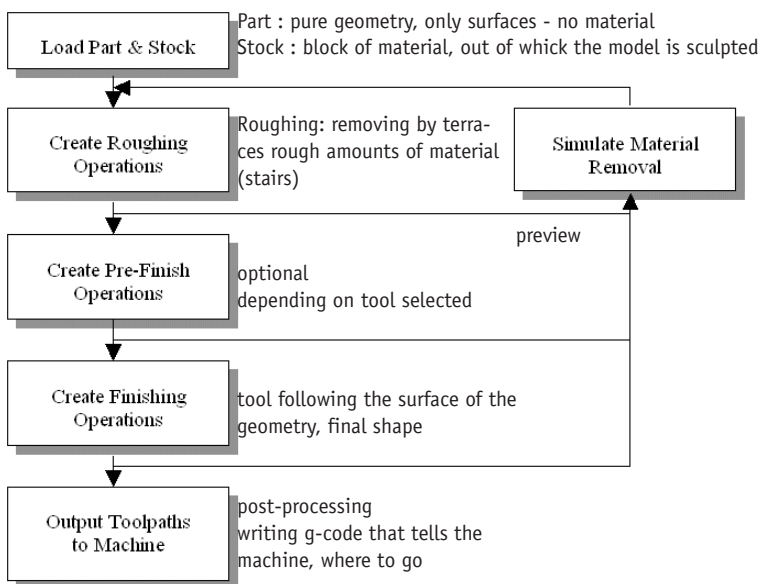 Load Part & Stock
Part : pure geometry, only surfaces - no material
Stock : block of material, out of which the model is sculpted
Create Roughing
Operations
Roughing: removing by terra-
ces rough amounts of material
(stairs)
Simulate Material
Removal
preview
Create Pre-Finish
Operations
optional
depending on tool selected
Create Finishing
Operations
tool following the surface of the
geometry, final shape
Output Toolpaths
to Machine
post-processing
writing g-code that tells the
machine, where to go